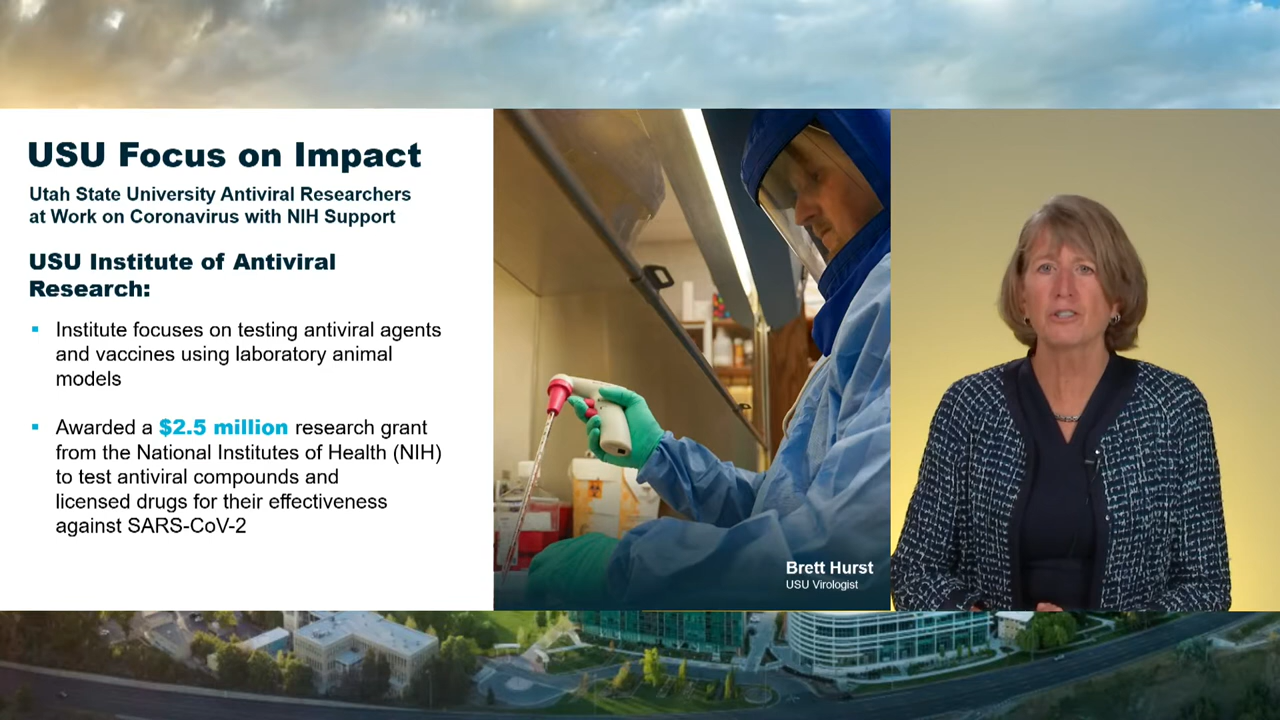 USU Focus on Impact
Utah State University Antiviral Researchers
at Work on Coronavirus with NIH Support
USU Institute of Antiviral
Research:
▪ Institute focuses on testing antiviral agents
and vaccines using laboratory animal
models
▪ Awarded a $2.5 million research grant
from the National Institutes of Health (NIH)
to test antiviral compounds and
licensed drugs for their effectiveness
against SARS-CoV-2
Brett Hurst
USU Virologist